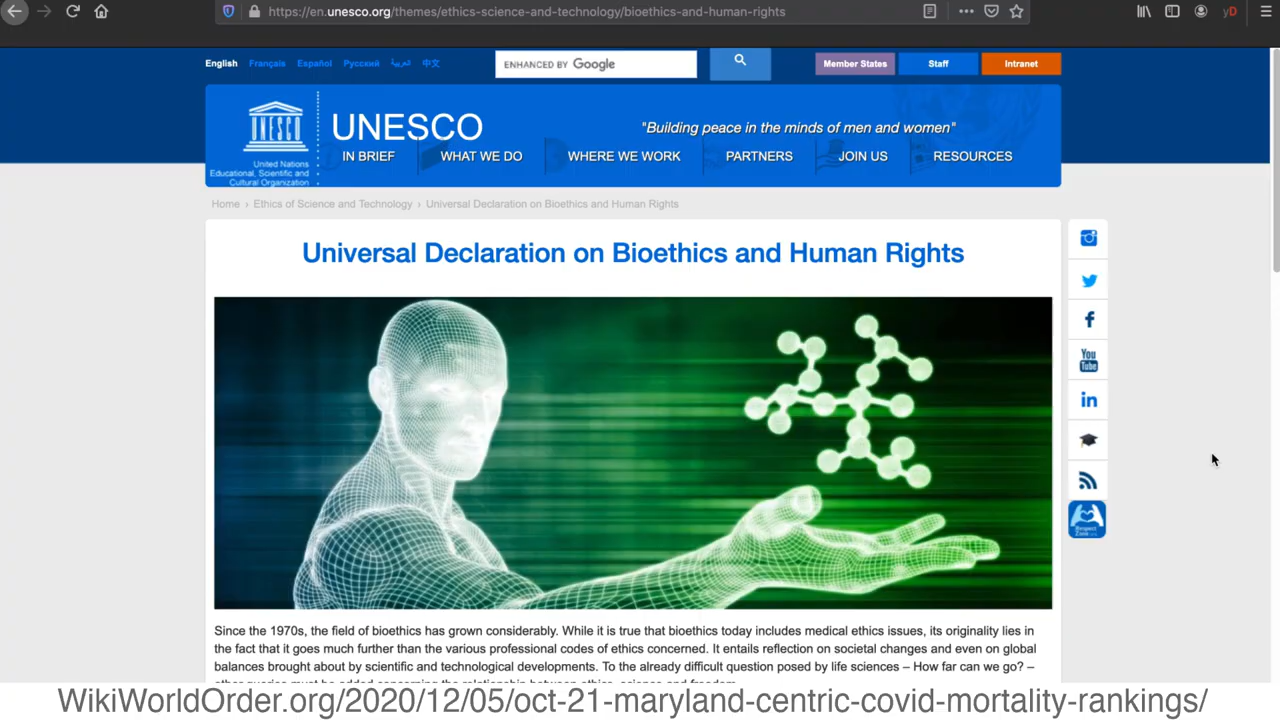 https://en.unesco.org/themes/ethics-science-and-technology/bioethics-and-human-rights
English Français Español Русский العربية 中文
ENHANCED BY Google
Member States Staff Intranet
UNESCO
"Building peace in the minds of men and women"
IN BRIEF WHAT WE DO WHERE WE WORK PARTNERS JOIN US RESOURCES
United Nations
Educational, Scientific and
Cultural Organization
Home › Ethics of Science and Technology › Universal Declaration on Bioethics and Human Rights
Universal Declaration on Bioethics and Human Rights
You
Tube
in
Since the 1970s, the field of bioethics has grown considerably. While it is true that bioethics today includes medical ethics issues, its originality lies in
the fact that it goes much further than the various professional codes of ethics concerned. It entails reflection on societal changes and even on global
balances brought about by scientific and technological developments. To the already difficult question posed by life sciences – How far can we go? –
WikiWorldOrder.org/2020/12/05/oct-21-maryland-centric-covid-mortality-rankings/